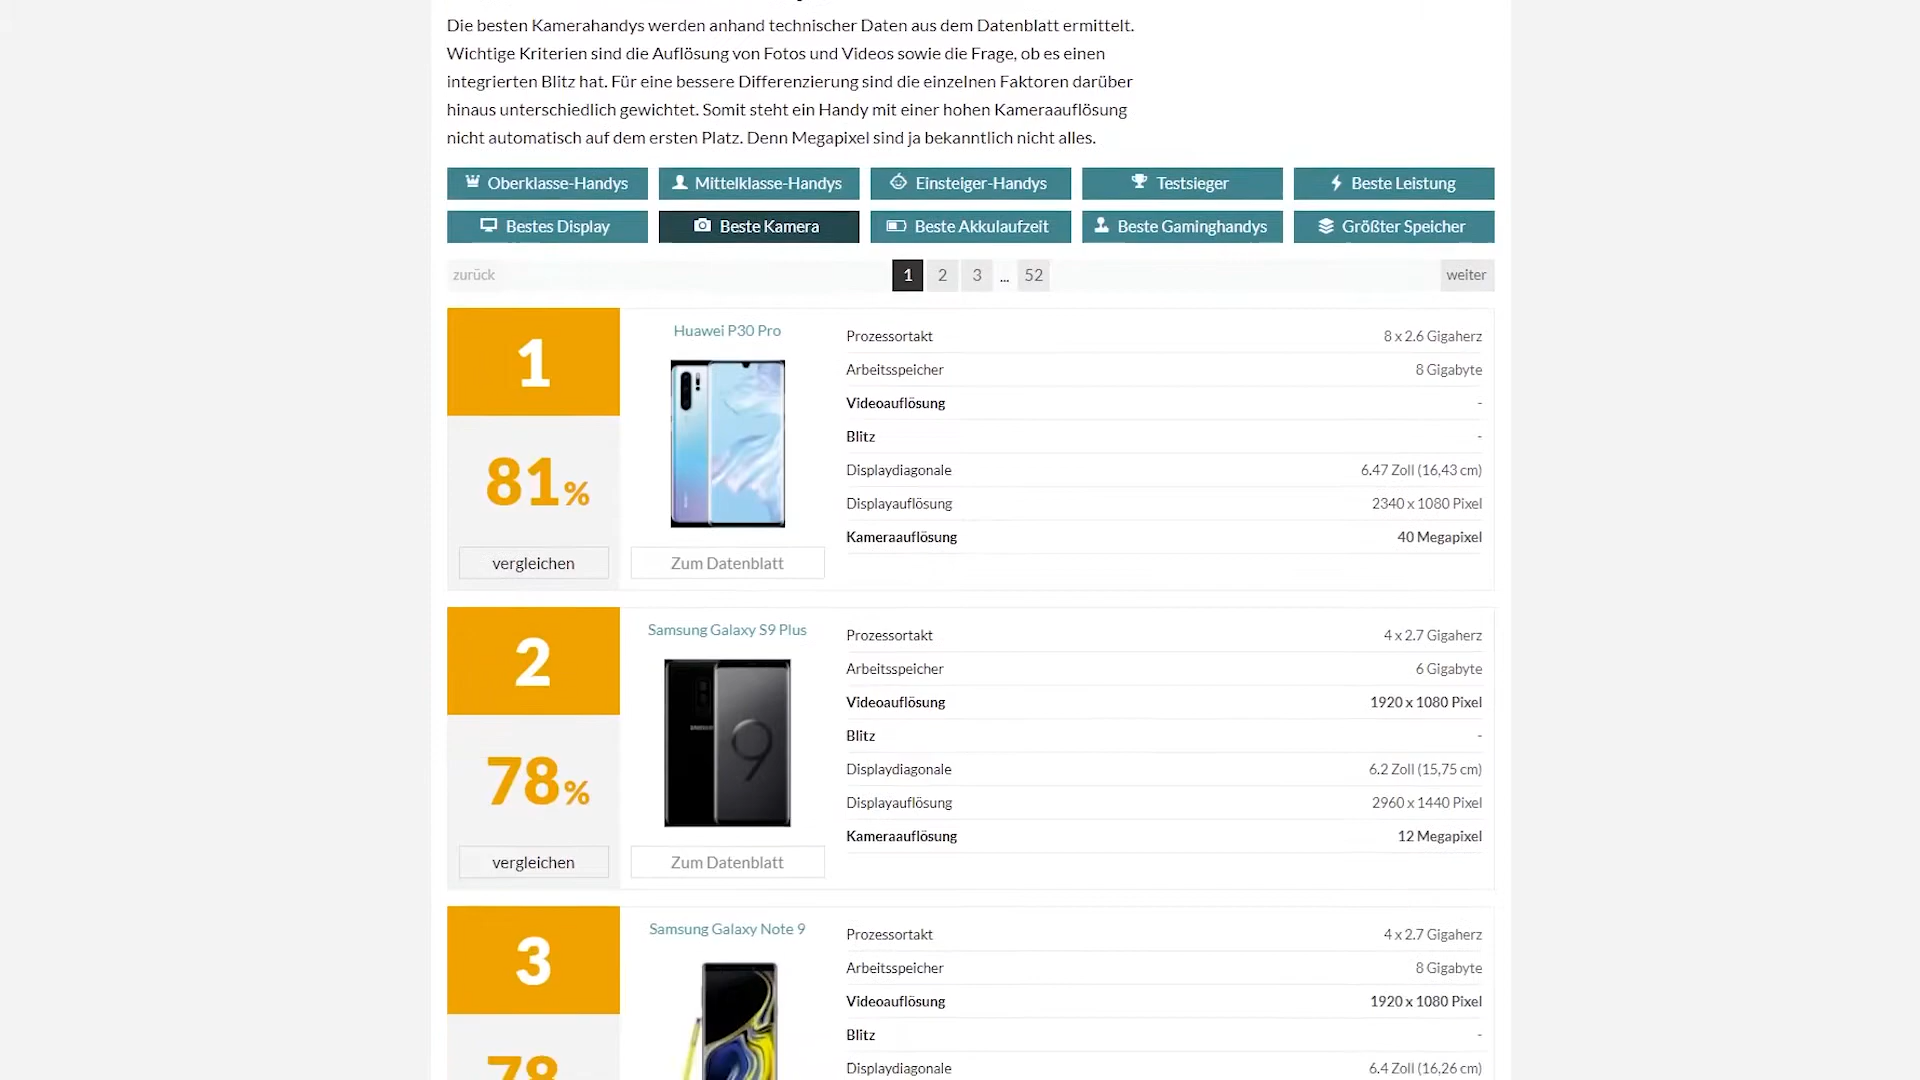 Die besten Kamerahandys werden anhand technischer Daten aus dem Datenblatt ermittelt.
Wichtige Kriterien sind die Auflösung von Fotos und Videos sowie die Frage, ob es einen
integrierten Blitz hat. Für eine bessere Differenzierung sind die einzelnen Faktoren darüber
hinaus unterschiedlich gewichtet. Somit steht ein Handy mit einer hohen Kameraauflösung
nicht automatisch auf dem ersten Platz. Denn Megapixel sind ja bekanntlich nicht alles.
Oberklasse-Handys Mittelklasse-Handys Einsteiger-Handys Testsieger Beste Leistung
Bestes Display Beste Kamera Beste Akkulaufzeit Beste Gaminghandys Größter Speicher
zurück 1 2 3 ... 52 weiter
1
81%
vergleichen
Huawei P30 Pro
Zum Datenblatt
Prozessortakt 8 x 2.6 Gigaherz
Arbeitsspeicher 8 Gigabyte
Videoauflösung -
Blitz -
Displaydiagonale 6.47 Zoll (16,43 cm)
Displayauflösung 2340 x 1080 Pixel
Kameraauflösung 40 Megapixel
2
78%
vergleichen
Samsung Galaxy S9 Plus
SAMSUNG
9
Zum Datenblatt
Prozessortakt 4 x 2.7 Gigaherz
Arbeitsspeicher 6 Gigabyte
Videoauflösung 1920 x 1080 Pixel
Blitz -
Displaydiagonale 6.2 Zoll (15,75 cm)
Displayauflösung 2960 x 1440 Pixel
Kameraauflösung 12 Megapixel
3
78
Samsung Galaxy Note 9
Prozessortakt 4 x 2.7 Gigaherz
Arbeitsspeicher 8 Gigabyte
Videoauflösung 1920 x 1080 Pixel
Blitz -
Displaydiagonale 6.4 Zoll (16,26 cm)